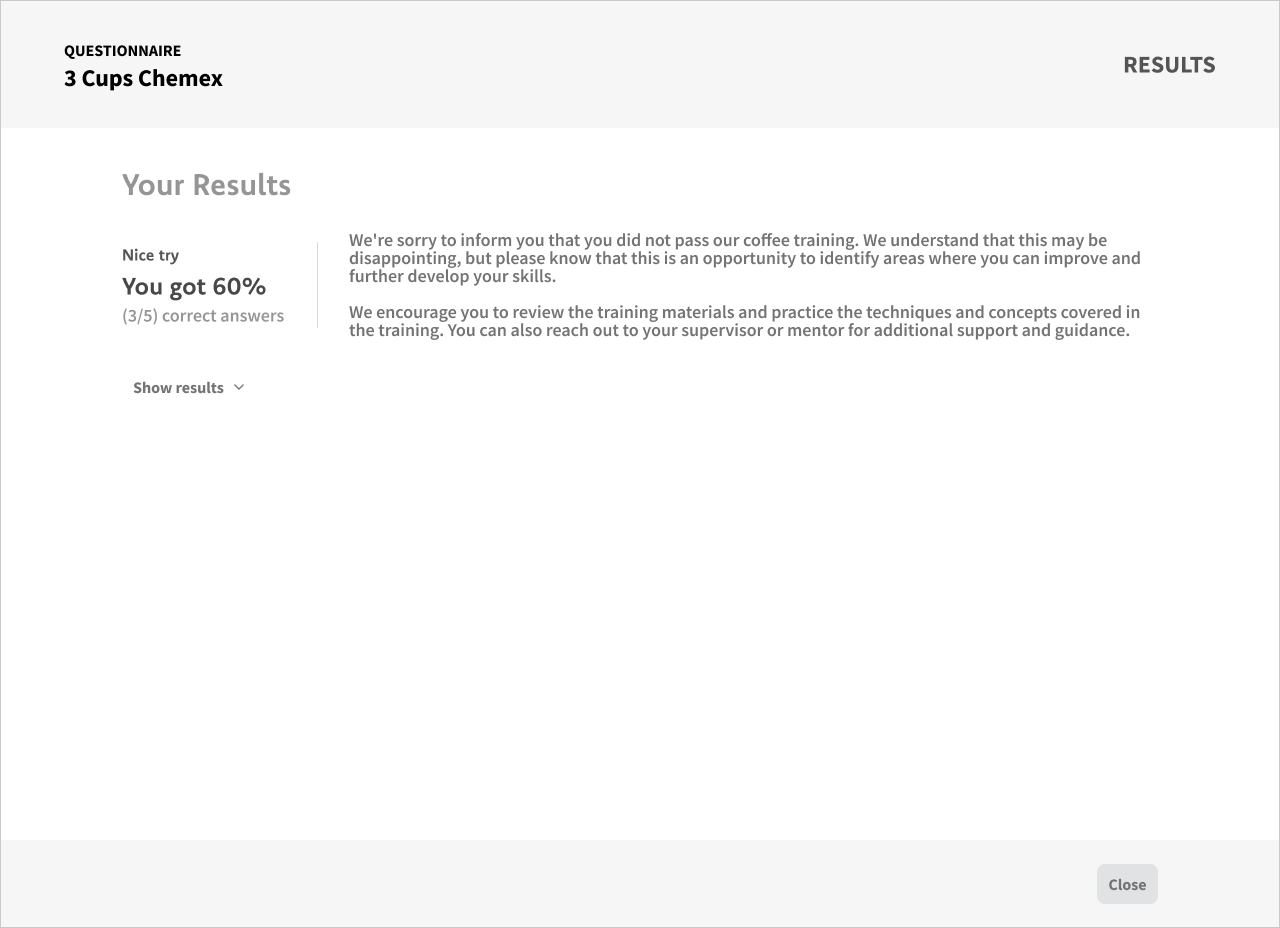 QUESTIONNAIRE
3 Cups Chemex
RESULTS
Your Results
Nice try
You got 60%
(3/5) correct answers
We're sorry to inform you that you did not pass our coffee training. We understand that this may be
disappointing, but please know that this is an opportunity to identify areas where you can improve and
further develop your skills.
We encourage you to review the training materials and practice the techniques and concepts covered in
the training. You can also reach out to your supervisor or mentor for additional support and guidance.
Show results
Close